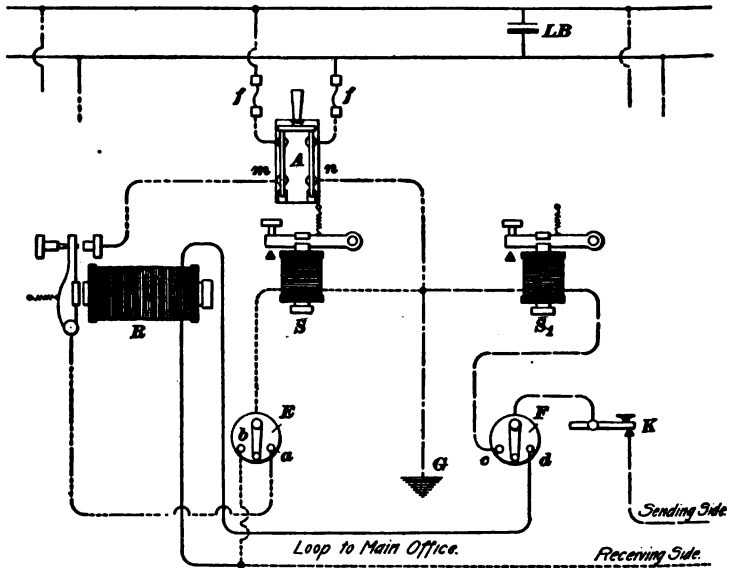 LB
f f
m A n
S S1
R
E F
b a
c d
K
G
Sending Side.
Loop to Main Office.
Receiving Side.